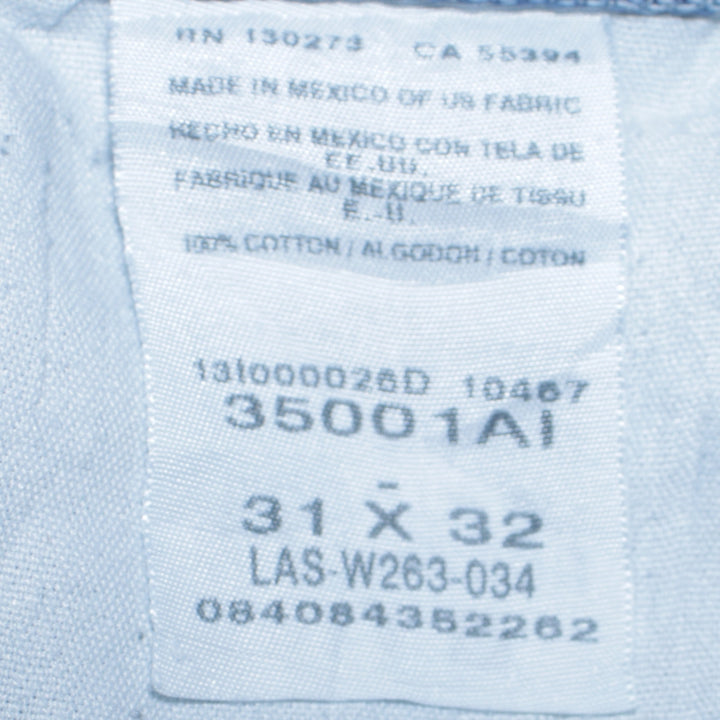 RN 130273 CA 55394
MADE IN MEXICO OF US FABRIC
HECHO EN MEXICO CON TELA DE
EE.UU.
FABRIQUE AU MEXIQUE DE TISSU
E.-U.
100% COTTON / ALGODON / COTON
131000026D 10467
35001AI
-
31 X 32
LAS-W263-034
084084352262